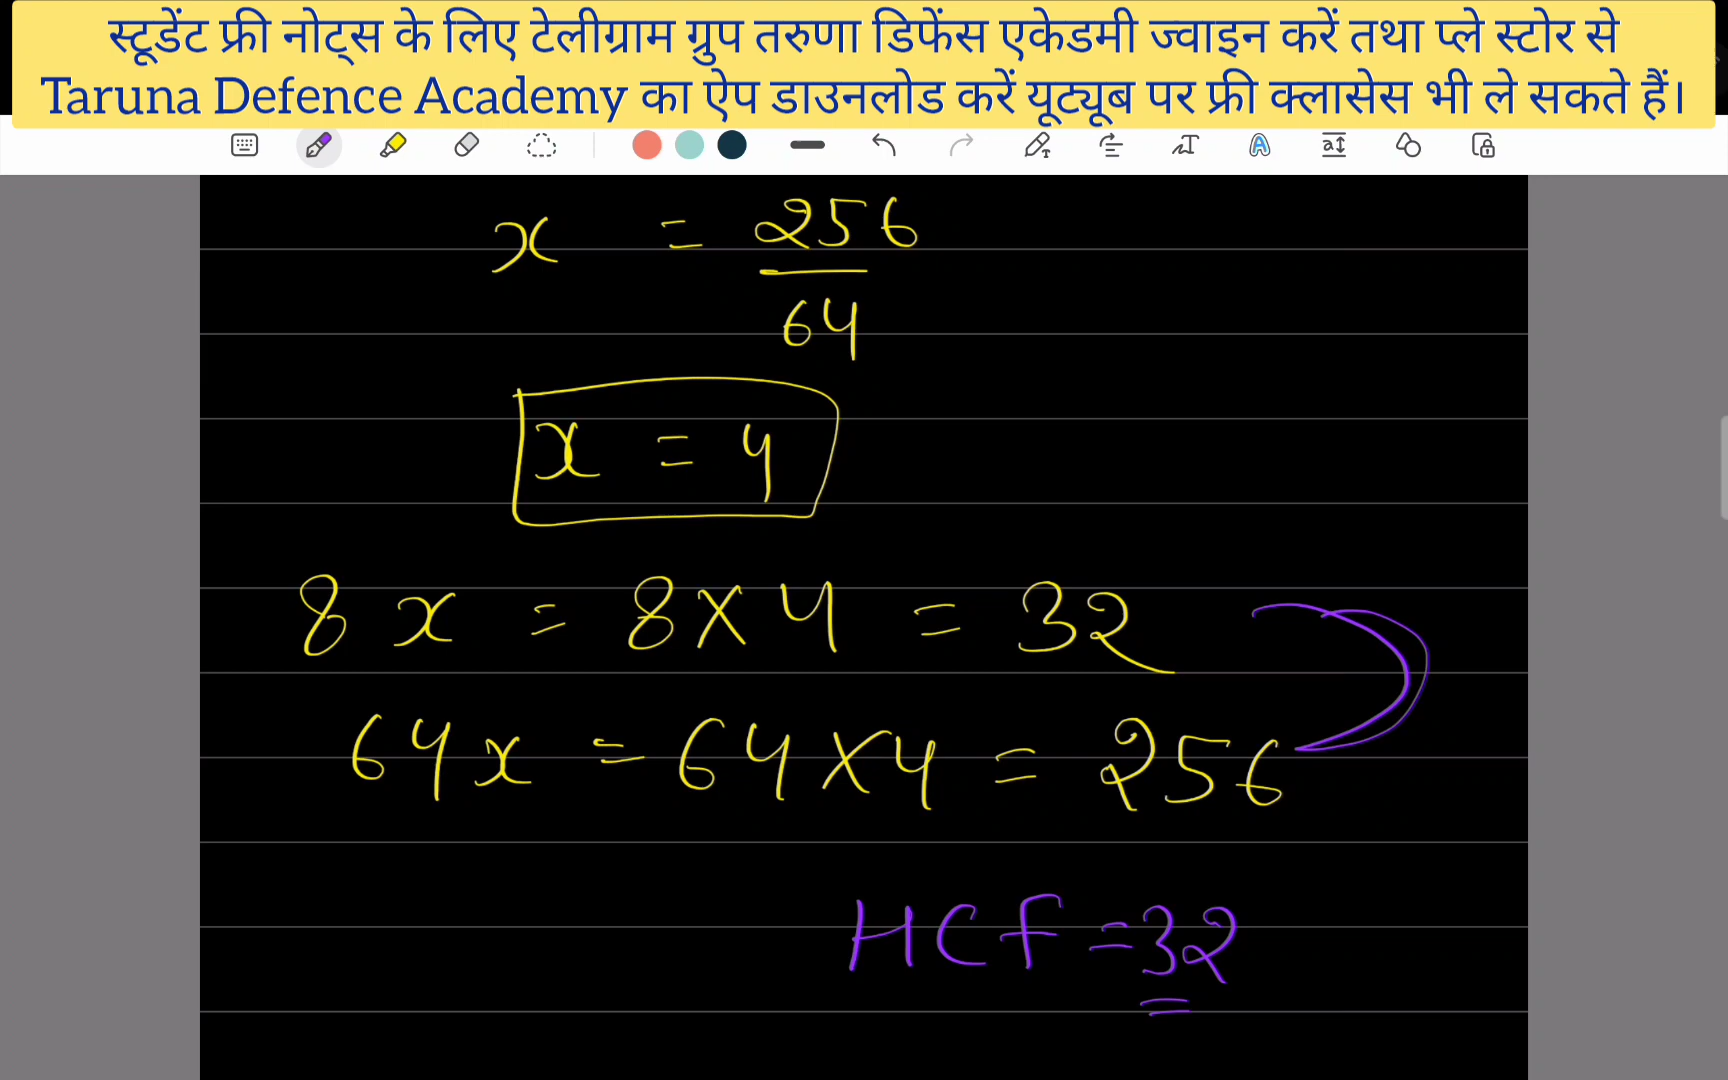 स्टूडेंट फ्री नोट्स के लिए टेलीग्राम ग्रुप तरुणा डिफेंस एकेडमी ज्वाइन करें तथा प्ले स्टोर से
Taruna Defence Academy का ऐप डाउनलोड करें यूट्यूब पर फ्री क्लासेस भी ले सकते हैं।
x = 256
64
x = 4
8x = 8×4 = 32
64x = 64×4 = 256
HCF = 32